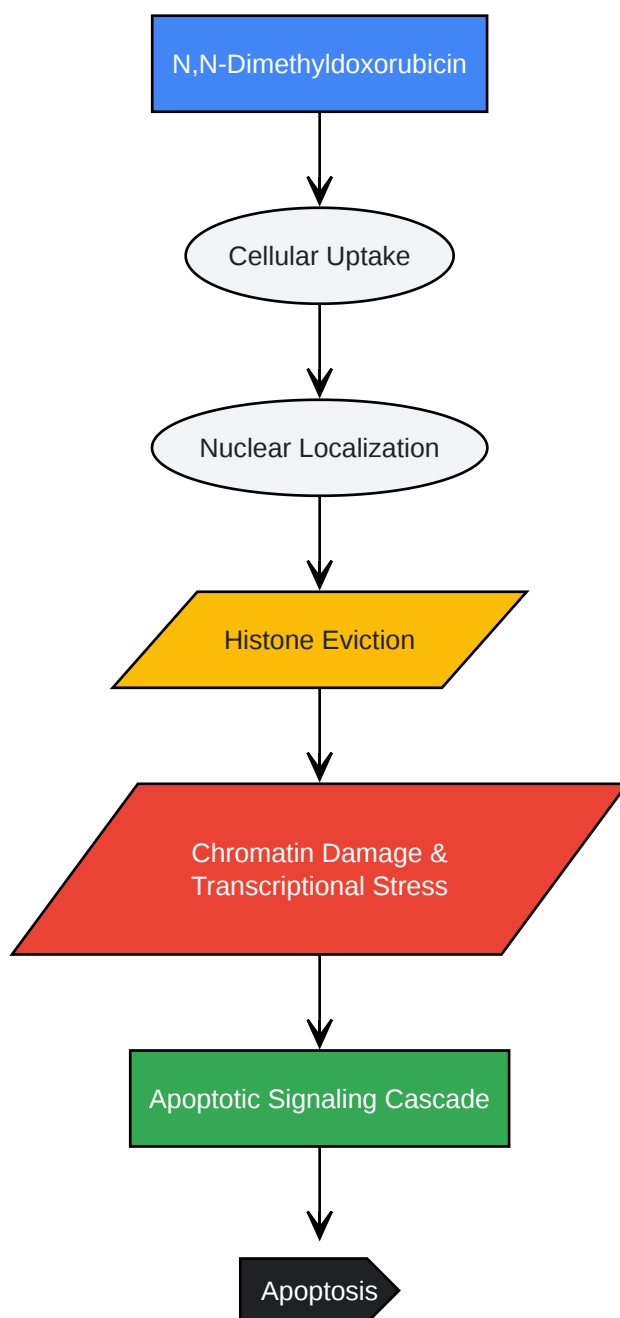 N,N-Dimethyldoxorubicin
Cellular Uptake
Nuclear Localization
Histone Eviction
Chromatin Damage &
Transcriptional Stress
Apoptotic Signaling Cascade
Apoptosis